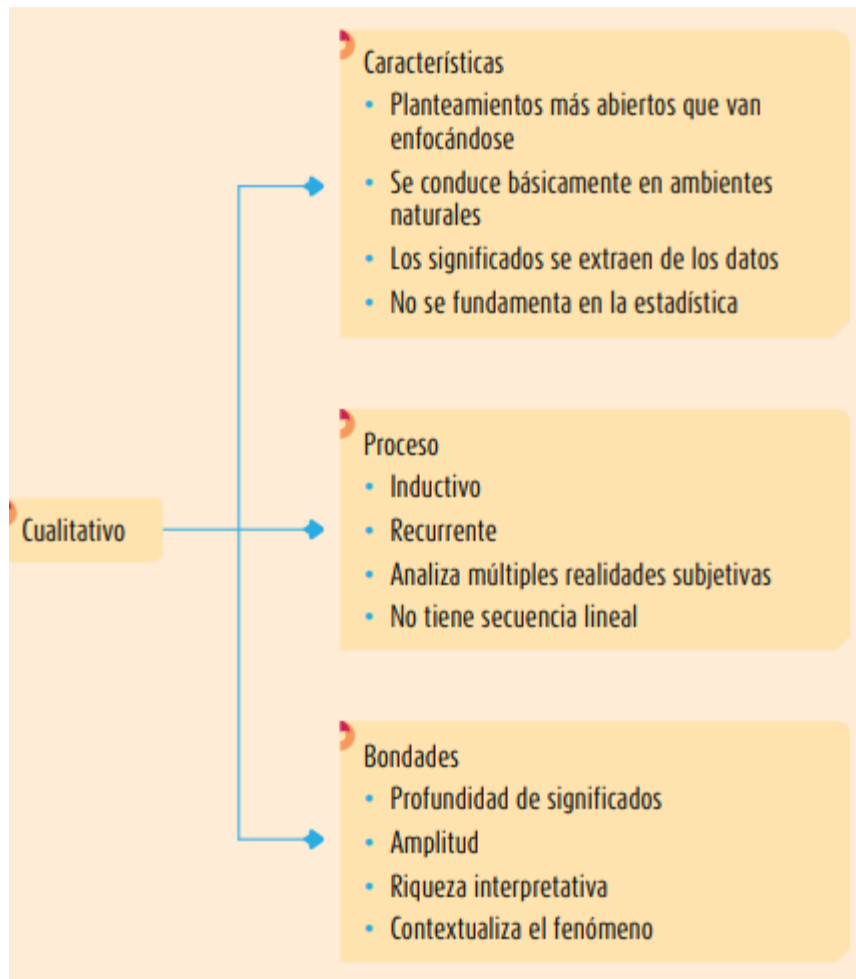 Características
• Planteamientos más abiertos que van
enfocándose
• Se conduce básicamente en ambientes
naturales
• Los significados se extraen de los datos
• No se fundamenta en la estadística
Cualitativo
Proceso
• Inductivo
• Recurrente
• Analiza múltiples realidades subjetivas
• No tiene secuencia lineal
Bondades
• Profundidad de significados
• Amplitud
• Riqueza interpretativa
• Contextualiza el fenómeno